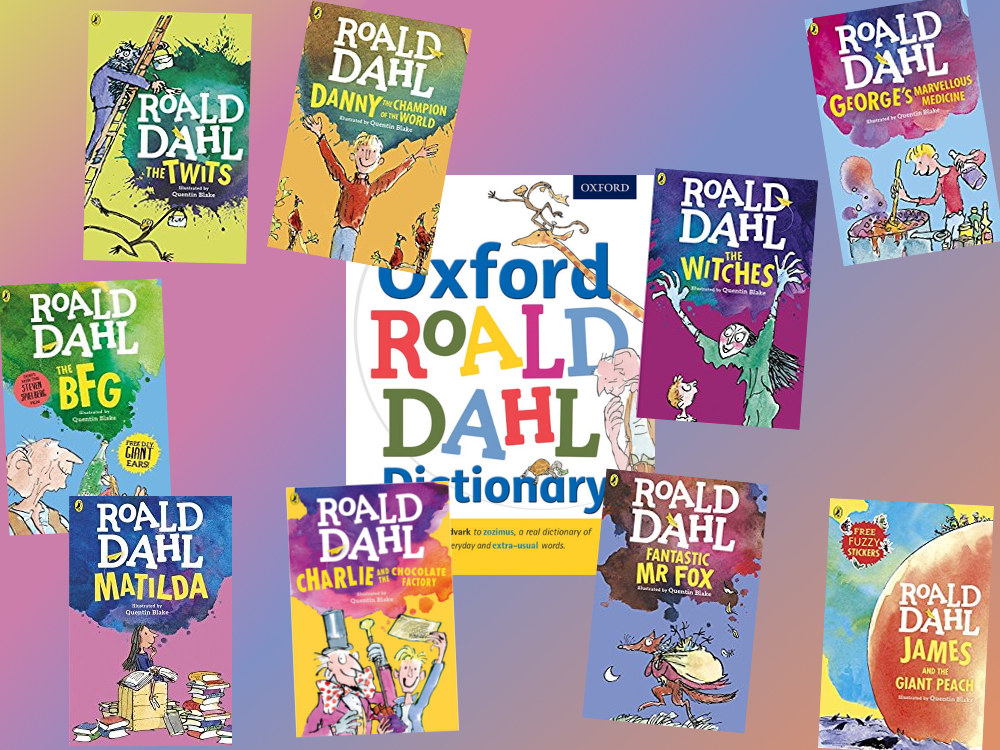 ROALD
DAHL
THE TWITS
Illustrated by
Quentin Blake
ROALD
DAHL
DANNY THE CHAMPION
OF THE WORLD
Illustrated by Quentin Blake
ROALD
DAHL
GEORGE'S MARVELLOUS
MEDICINE
Illustrated by Quentin Blake
OXFORD
Oxford
ROALD
DAHL
Dictionary
dvark to zozimus, a real dictionary of
eryday and extra-usual words.
ROALD
DAHL
THE
WITCHES
Illustrated by Quentin Blake
ROALD
DAHL
THE
BFG
Illustrated by
Quentin Blake
STEVEN
SPIELBERG
FILM
FREE D.I.Y.
GIANT
EARS!
ROALD
DAHL
MATILDA
Illustrated by
Quentin Blake
ROALD
DAHL
CHARLIE AND THE CHOCOLATE
FACTORY
Illustrated by
Quentin Blake
ROALD
DAHL
FANTASTIC
MR FOX
Illustrated by Quentin Blake
FREE
FUZZY
STICKERS
ROALD
DAHL
JAMES
AND THE
GIANT PEACH
Illustrated by Quentin Blake